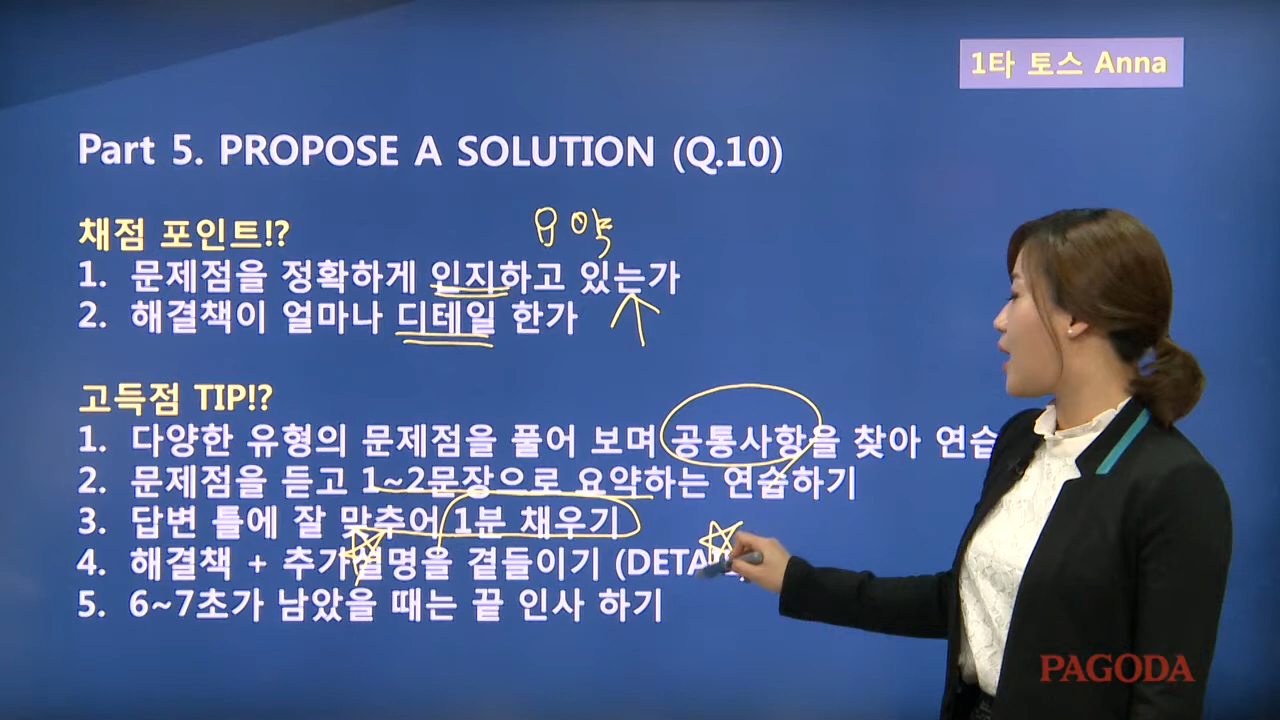 1타 토스 Anna
Part 5. PROPOSE A SOLUTION (Q.10)
채점 포인트!?
요약
1. 문제점을 정확하게 인지하고 있는가
2. 해결책이 얼마나 디테일 한가
고득점 TIP!?
1. 다양한 유형의 문제점을 풀어 보며 공통사항을 찾아 연습
2. 문제점을 듣고 1~2문장으로 요약하는 연습하기
3. 답변 틀에 잘 맞추어 1분 채우기
4. 해결책 + 추가설명을 곁들이기
5. 6~7초가 남았을 때는 끝 인사 하기
PAGODA